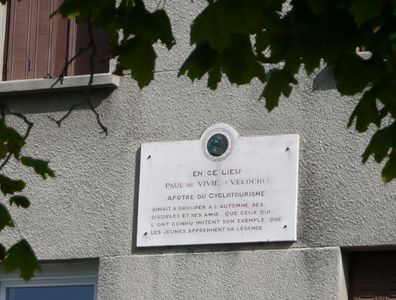 EN CE LIEU
PAUL DE VIVIE (VELOCIO)
APÔTRE DU CYCLOTOURISME
AIMAIT A GROUPER A L'AUTOMNE SES
DISCIPLES ET SES AMIS. QUE CEUX QUI
L'ONT CONNU IMITENT SON EXEMPLE, QUE
LES JEUNES APPRENNENT SA LEGENDE